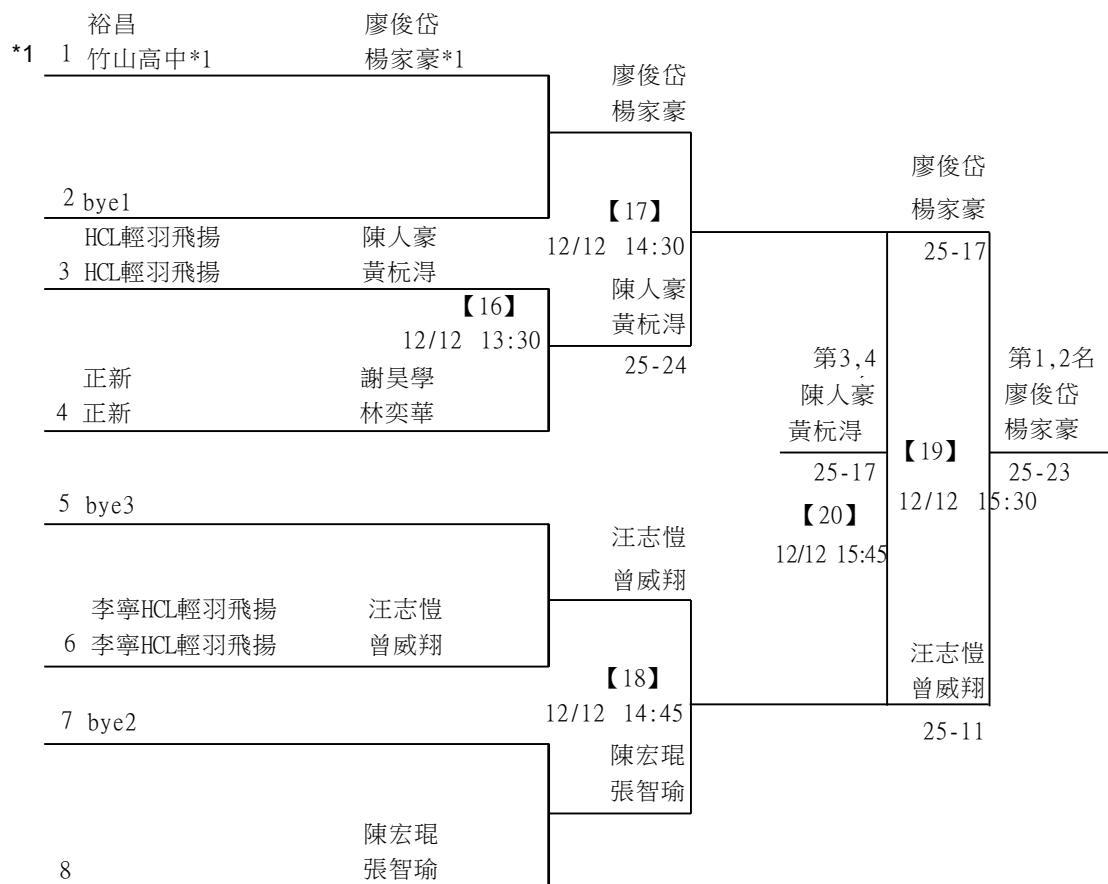 裕昌 廖俊岱
*1 1 竹山高中*1 楊家豪*1
廖俊岱
楊家豪
2 bye1
廖俊岱
楊家豪
25-17
【17】
12/12 14:30
HCL輕羽飛揚 陳人豪
3 HCL輕羽飛揚 黃杬淂
陳人豪
黃杬淂
25-24
【16】
12/12 13:30
正新 謝昊學
4 正新 林奕華
第3,4
陳人豪
黃杬淂
25-17
【20】
12/12 15:45
第1,2名
廖俊岱
楊家豪
25-23
【19】
12/12 15:30
5 bye3
汪志愷
曾威翔
李寧HCL輕羽飛揚 汪志愷
6 李寧HCL輕羽飛揚 曾威翔
【18】
12/12 14:45
汪志愷
曾威翔
25-11
7 bye2
陳宏琨
張智瑜
陳宏琨
8 張智瑜